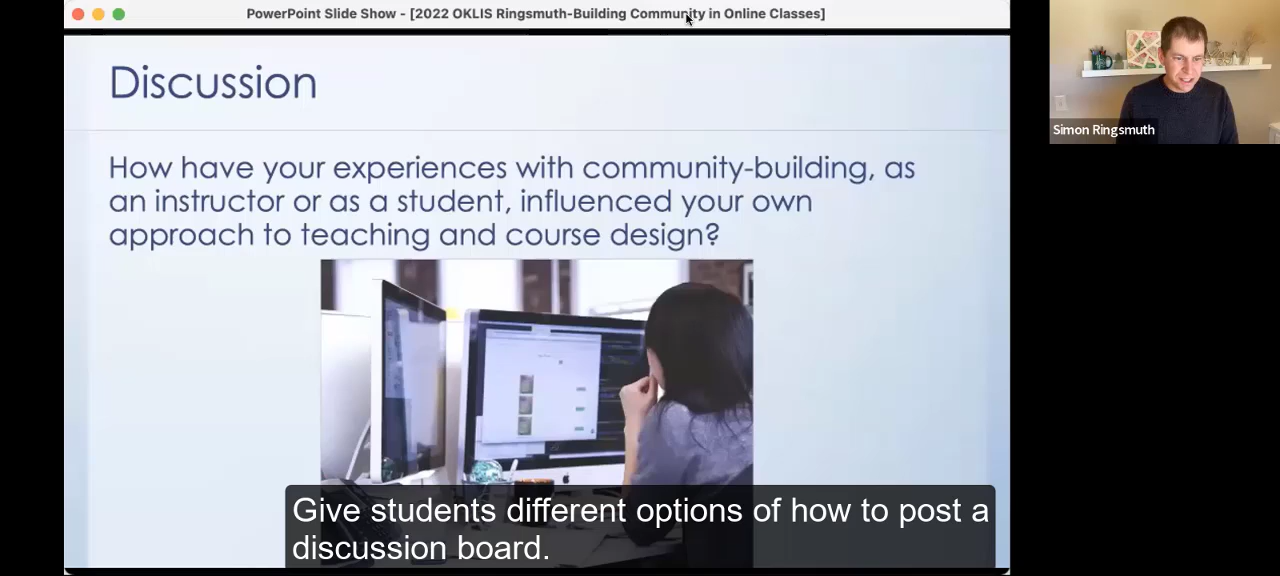 PowerPoint Slide Show - [2022 OKLIS Ringsmuth-Building Community in Online Classes]
Discussion
How have your experiences with community-building, as
an instructor or as a student, influenced your own
approach to teaching and course design?
Simon Ringsmuth
Give students different options of how to post a
discussion board.